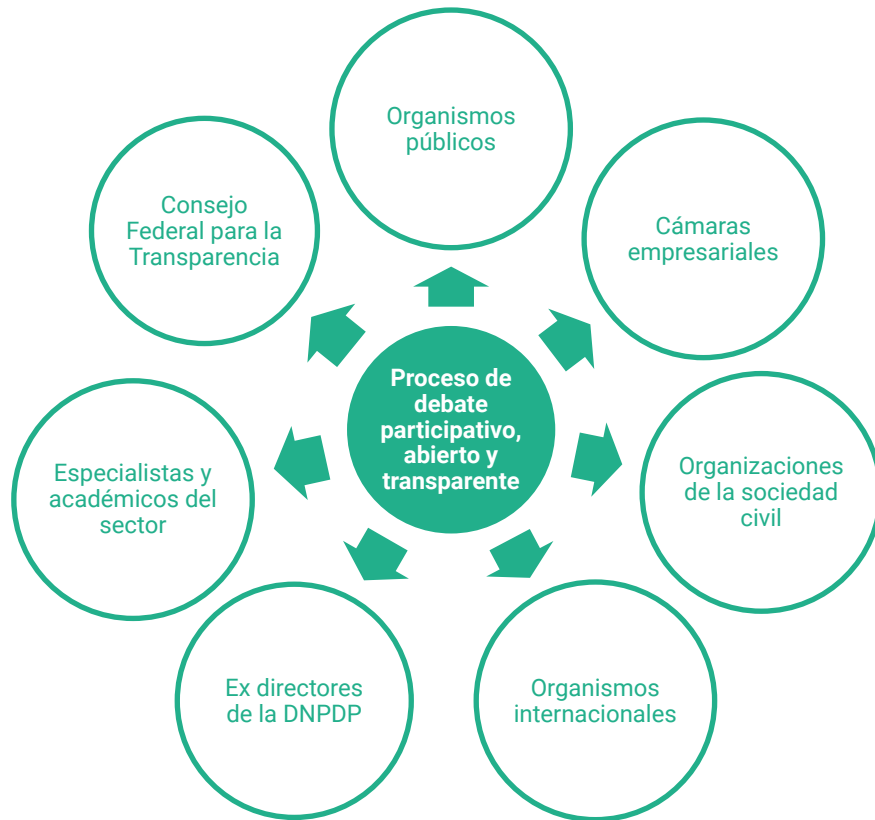 Organismos
públicos
Consejo
Federal para la
Transparencia
Cámaras
empresariales
Proceso de
debate
participativo,
abierto y
transparente
Especialistas y
académicos del
sector
Organizaciones
de la sociedad
civil
Ex directores
de la DNPDP
Organismos
internacionales